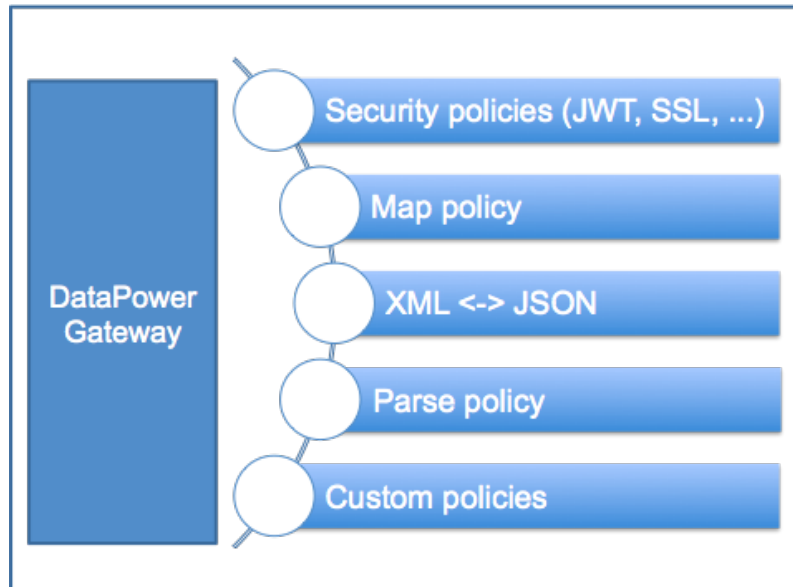 Security policies (JWT, SSL, ...)
Map policy
DataPower
Gateway
XML <-> JSON
Parse policy
Custom policies